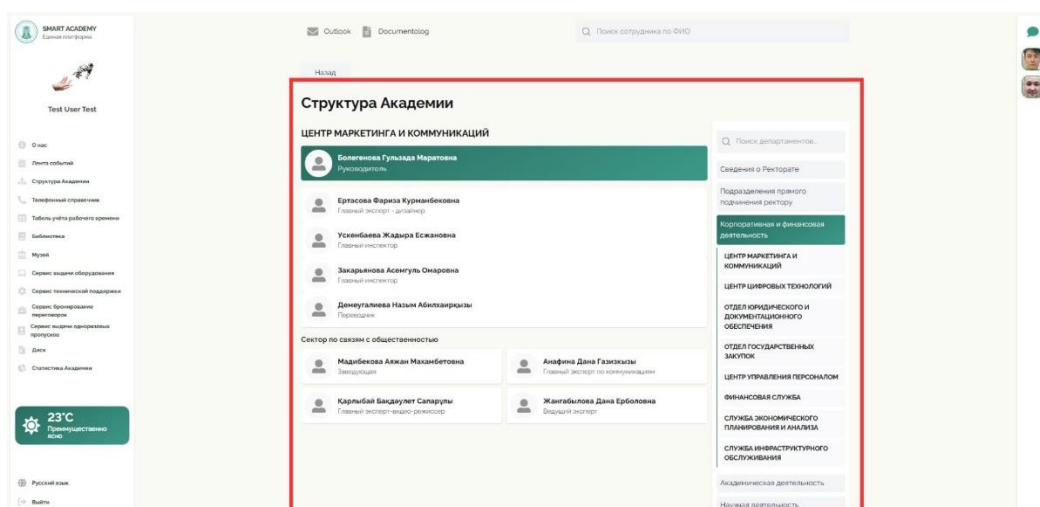 SMART ACADEMY
Единая платформа
Test User Test
О нас
Лента событий
Структура Академии
Телефонный справочник
Табель учёта рабочего времени
Библиотека
Музей
Сервис выдачи оборудования
Сервис технической поддержки
Сервис бронирование
переговорок
Сервис выдачи одноразовых
пропусков
Диск
Статистика Академии
23°C
Преимущественно
ясно
Русский язык
Выйти
Outlook
Documentolog
Поиск сотрудника по ФИО
Назад
Структура Академии
ЦЕНТР МАРКЕТИНГА И КОММУНИКАЦИЙ
Болегенова Гульзада Маратовна
Руководитель
Ертасова Фариза Курманбековна
Главный эксперт - дизайнер
Ускенбаева Жадыра Есжановна
Главный инспектор
Закарьянова Асемгуль Омаровна
Главный инспектор
Демеугалиева Назым Абилхаирқызы
Переводчик
Сектор по связям с общественностью
Мадибекова Аяжан Махамбетовна
Заведующая
Анафина Дана Газизкызы
Главный эксперт по коммуникациям
Қарлыбай Бақдаулет Сапарұлы
Главный эксперт-видео-режиссер
Жангабылова Дана Ерболовна
Ведущий эксперт
Поиск департаментов...
Сведения о Ректорате
Подразделения прямого
подчинения ректору
Корпоративная и финансовая
деятельность
ЦЕНТР МАРКЕТИНГА И
КОММУНИКАЦИЙ
ЦЕНТР ЦИФРОВЫХ ТЕХНОЛОГИЙ
ОТДЕЛ ЮРИДИЧЕСКОГО И
ДОКУМЕНТАЦИОННОГО
ОБЕСПЕЧЕНИЯ
ОТДЕЛ ГОСУДАРСТВЕННЫХ
ЗАКУПОК
ЦЕНТР УПРАВЛЕНИЯ ПЕРСОНАЛОМ
ФИНАНСОВАЯ СЛУЖБА
СЛУЖБА ЭКОНОМИЧЕСКОГО
ПЛАНИРОВАНИЯ И АНАЛИЗА
СЛУЖБА ИНФРАСТРУКТУРНОГО
ОБСЛУЖИВАНИЯ
Академическая деятельность
Научная деятельность